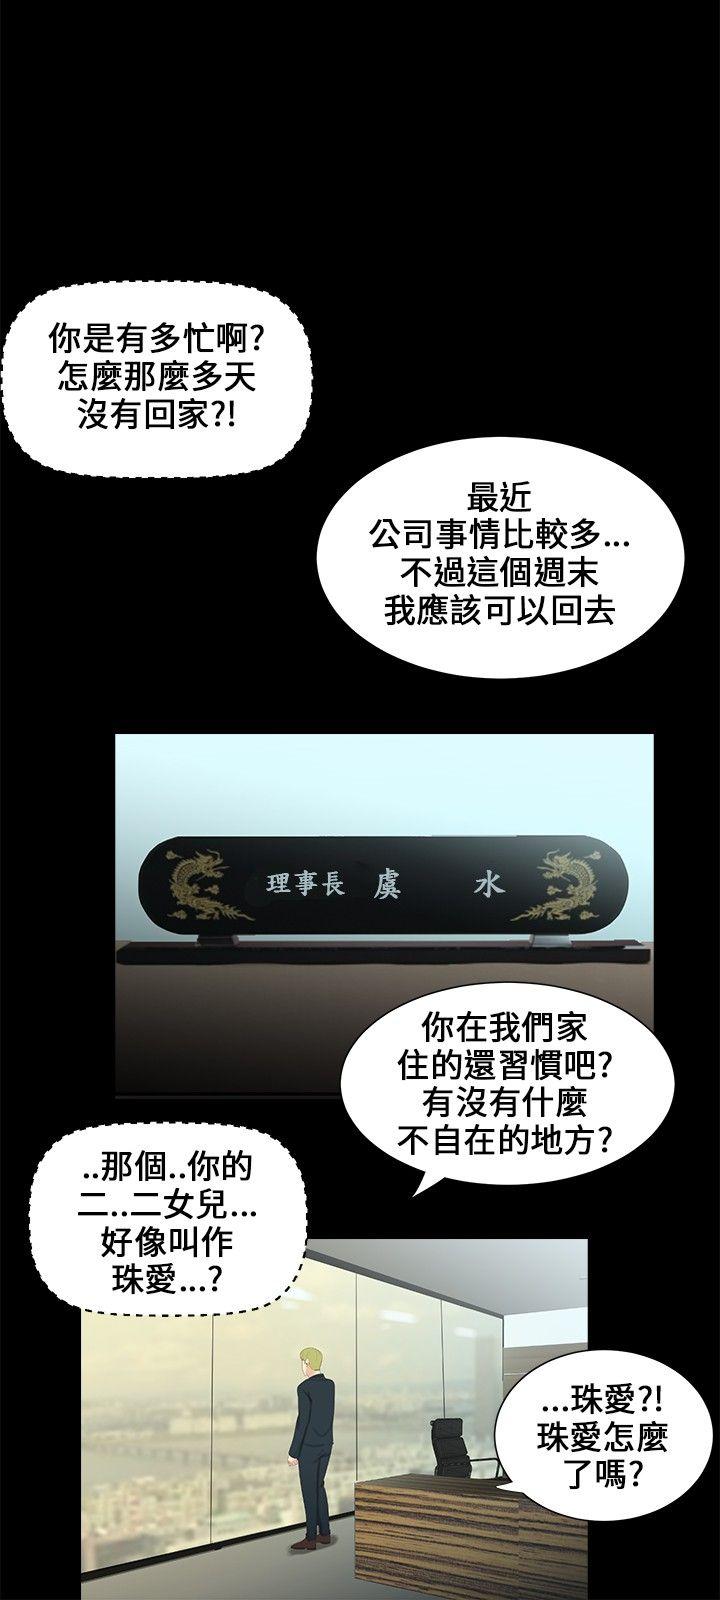 你是有多忙啊?
怎麼那麼多天
沒有回家?!
最近
公司事情比較多...
不過這個週末
我應該可以回去
理事長 虞 水
你在我們家
住的還習慣吧?
有沒有什麼
不自在的地方?
..那個..你的
二..二女兒...
好像叫作
珠愛...?
...珠愛?!
珠愛怎麼
了嗎?